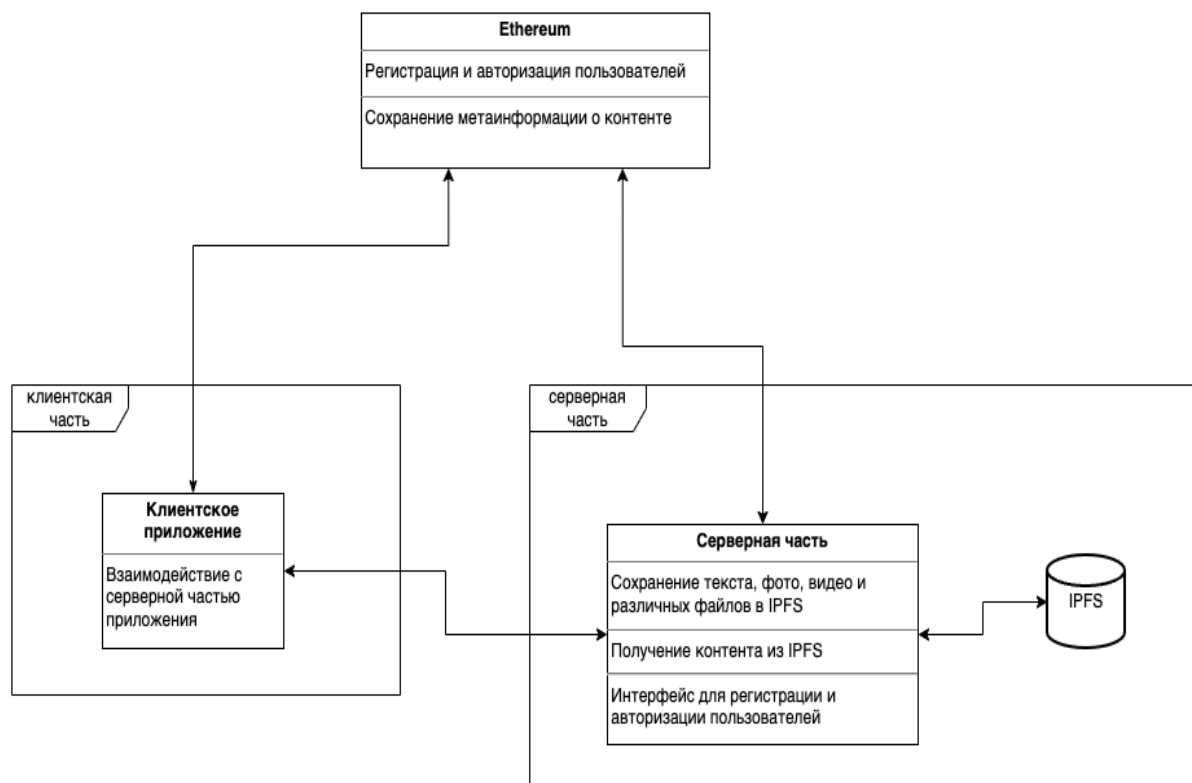 Ethereum
Регистрация и авторизация пользователей
Сохранение метаинформации о контенте
клиентская
часть
серверная
часть
Клиентское
приложение
Взаимодействие с
серверной частью
приложения
Серверная часть
Сохранение текста, фото, видео и
различных файлов в IPFS
Получение контента из IPFS
Интерфейс для регистрации и
авторизации пользователей
IPFS